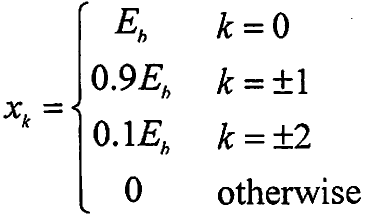 x_k = { E_b k = 0
0.9E_b k = ±1
0.1E_b k = ±2
0 otherwise